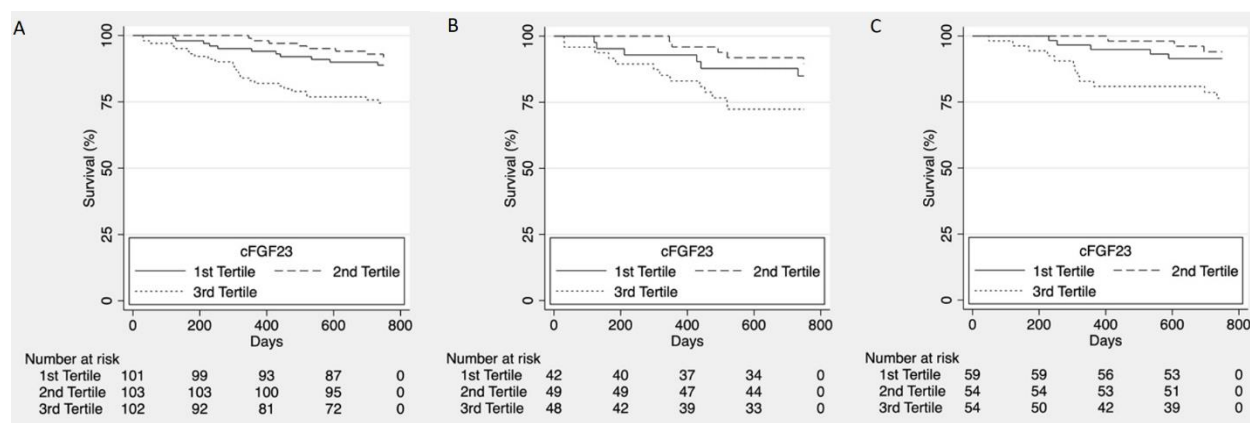 A
100
75
50
25
0
Survival (%)
cFGF23
1st Tertile
2nd Tertile
3rd Tertile
0 200 400 600 800
Days
Number at risk
1st Tertile 101 99 93 87 0
2nd Tertile 103 103 100 95 0
3rd Tertile 102 92 81 72 0
B
100
75
50
25
0
Survival (%)
cFGF23
1st Tertile
2nd Tertile
3rd Tertile
0 200 400 600 800
Days
Number at risk
1st Tertile 42 40 37 34 0
2nd Tertile 49 49 47 44 0
3rd Tertile 48 42 39 33 0
C
100
75
50
25
0
Survival (%)
cFGF23
1st Tertile
2nd Tertile
3rd Tertile
0 200 400 600 800
Days
Number at risk
1st Tertile 59 59 56 53 0
2nd Tertile 54 54 53 51 0
3rd Tertile 54 50 42 39 0